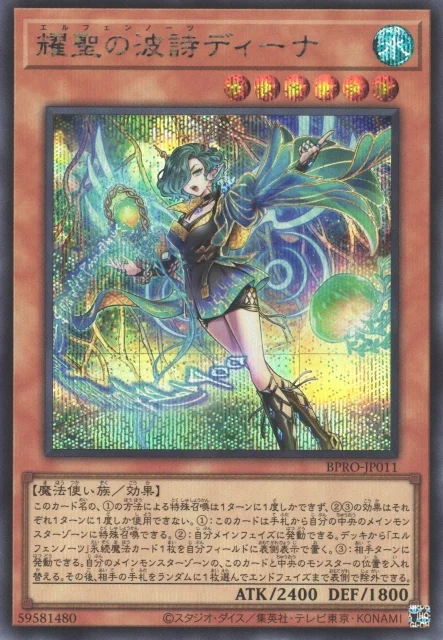 エルフェンノーツ
耀聖の波詩ディーナ
水
BPRO-JP011
【魔法使い族/効果】
このカード名の、①の方法による特殊召喚は1ターンに1度しかできず、②③の効果はそれ
ぞれ1ターンに1度しか使用できない。①:このカードは手札から自分の中央のメインモン
スターゾーンに特殊召喚できる。②:自分メインフェイズに発動できる。デッキから「エル
フェンノーツ」永続魔法カード1枚を自分フィールドに表側表示で置く。③:相手ターンに
発動できる。自分のメインモンスターゾーンの、このカードと中央のモンスターの位置を入れ
替える。その後、相手の手札をランダムに1枚選んでエンドフェイズまで表側で除外できる。
ATK/2400 DEF/1800
59581480
©スタジオ・ダイス/集英社・テレビ東京・KONAMI